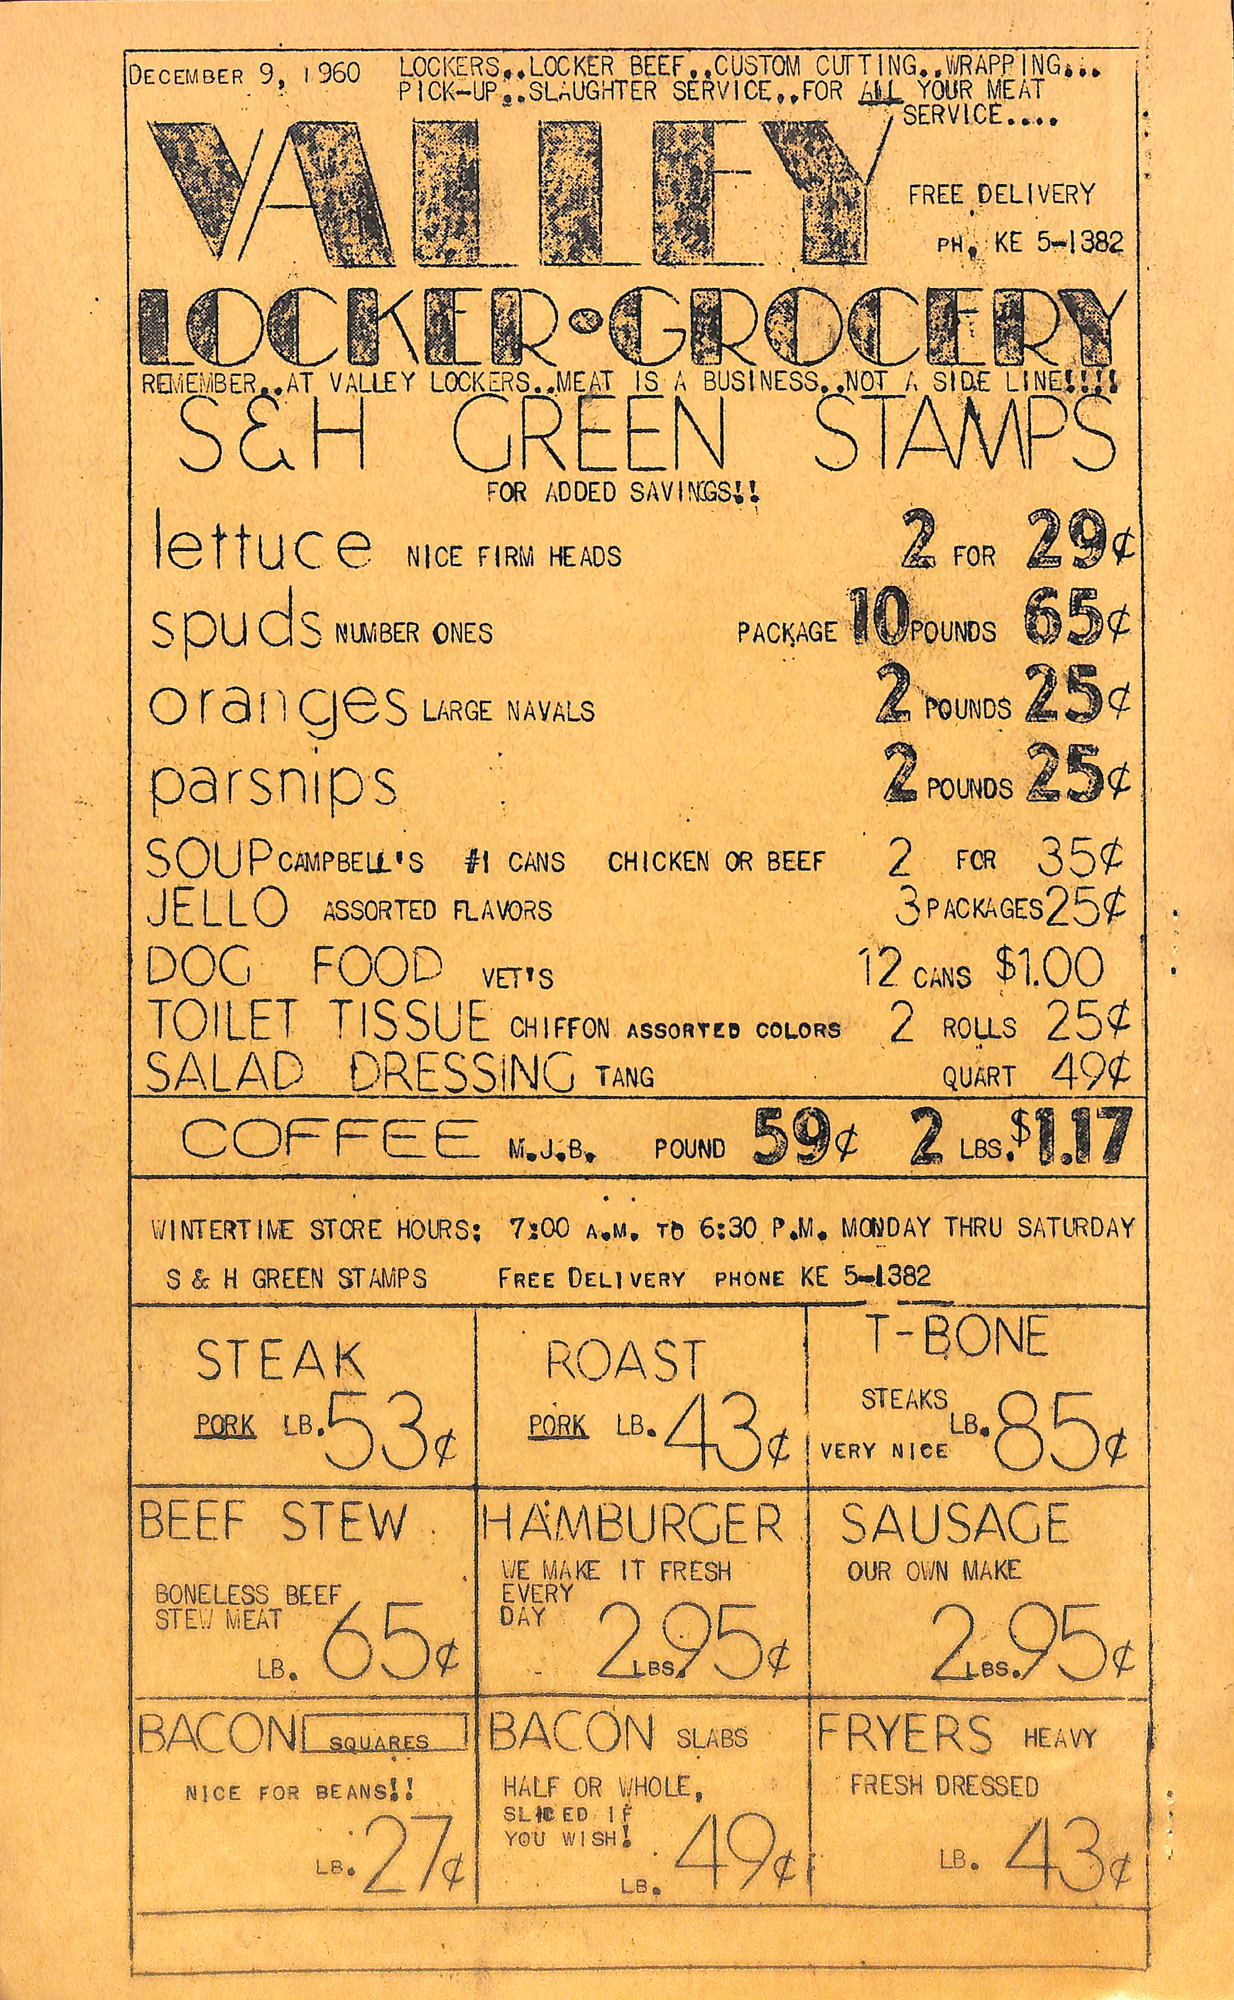 DECEMBER 9, 1960
LOCKERS..LOCKER BEEF..CUSTOM CUTTING..WRAPPING...
PICK-UP..SLAUGHTER SERVICE..FOR ALL YOUR MEAT
SERVICE....
VALLEY
FREE DELIVERY
PH. KE 5-1382
LOCKER•GROCERY
REMEMBER..AT VALLEY LOCKERS..MEAT IS A BUSINESS..NOT A SIDE LINE!!!!
S&H GREEN STAMPS
FOR ADDED SAVINGS!!
lettuce NICE FIRM HEADS 2 FOR 29¢
spuds NUMBER ONES PACKAGE 10 POUNDS 65¢
oranges LARGE NAVALS 2 POUNDS 25¢
parsnips 2 POUNDS 25¢
SOUP CAMPBELL'S #1 CANS CHICKEN OR BEEF 2 FOR 35¢
JELLO ASSORTED FLAVORS 3 PACKAGES 25¢
DOG FOOD VET'S 12 CANS $1.00
TOILET TISSUE CHIFFON ASSORTED COLORS 2 ROLLS 25¢
SALAD DRESSING TANG QUART 49¢
COFFEE M.J.B. POUND 59¢ 2 LBS. $1.17
WINTERTIME STORE HOURS: 7:00 A.M. TO 6:30 P.M. MONDAY THRU SATURDAY
S & H GREEN STAMPS FREE DELIVERY PHONE KE 5-1382
STEAK
PORK LB. 53¢
ROAST
PORK LB. 43¢
T-BONE
STEAKS
VERY NICE LB. 85¢
BEEF STEW
BONELESS BEEF
STEW MEAT
LB. 65¢
HAMBURGER
WE MAKE IT FRESH
EVERY
DAY
2 LBS. 95¢
SAUSAGE
OUR OWN MAKE
2 LBS. 95¢
BACON SQUARES
NICE FOR BEANS!!
LB. 27¢
BACON SLABS
HALF OR WHOLE,
SLICED IF
YOU WISH!
LB. 49¢
FRYERS HEAVY
FRESH DRESSED
LB. 43¢